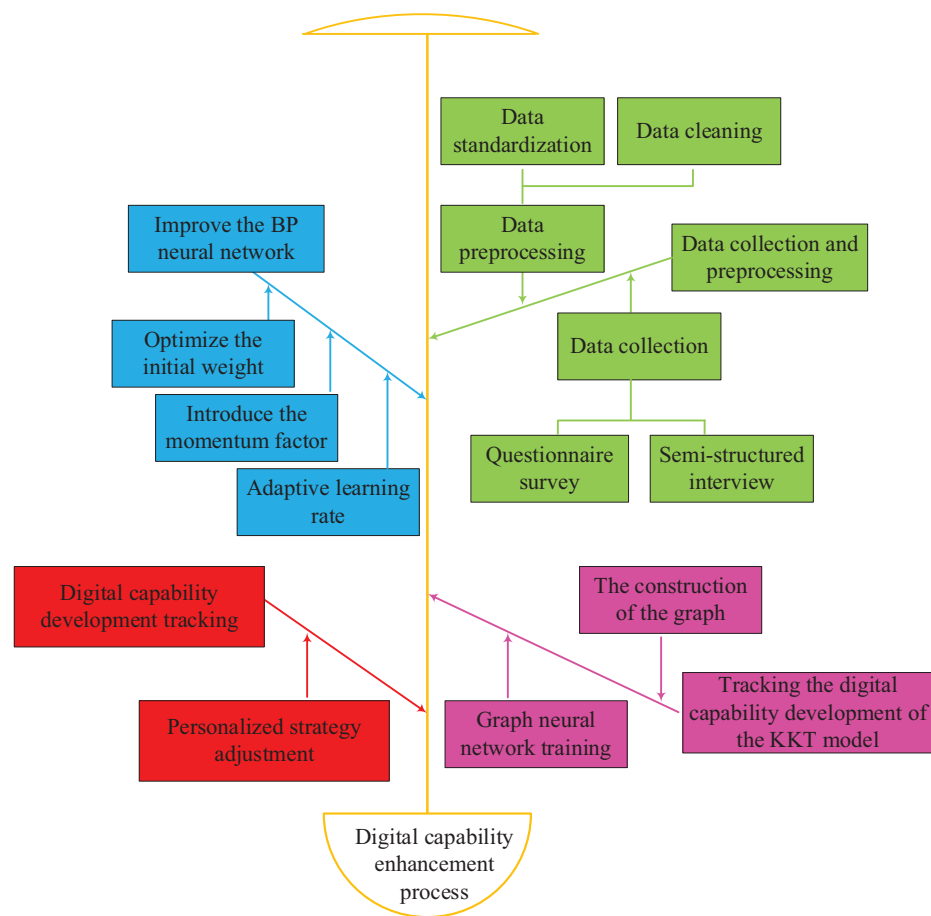 Data
standardization
Data cleaning
Improve the BP
neural network
Data
preprocessing
Data collection and
preprocessing
Optimize the
initial weight
Data collection
Introduce the
momentum factor
Questionnaire
survey
Semi-structured
interview
Adaptive learning
rate
Digital capability
development tracking
The construction
of the graph
Personalized strategy
adjustment
Graph neural
network training
Tracking the digital
capability development of
the KKT model
Digital capability
enhancement
process